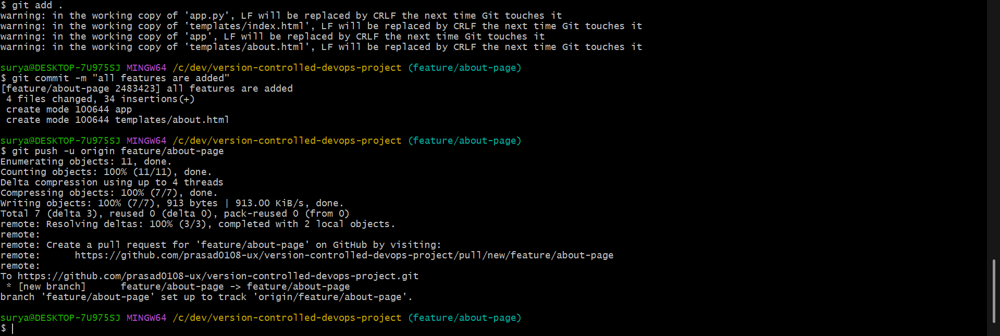 $ git add .
warning: in the working copy of 'app.py', LF will be replaced by CRLF the next time Git touches it
warning: in the working copy of 'templates/index.html', LF will be replaced by CRLF the next time Git touches it
warning: in the working copy of 'app', LF will be replaced by CRLF the next time Git touches it
warning: in the working copy of 'templates/about.html', LF will be replaced by CRLF the next time Git touches it
surya@DESKTOP-7U975SJ MINGW64 /c/dev/version-controlled-devops-project (feature/about-page)
$ git commit -m "all features are added"
[feature/about-page 2483423] all features are added
4 files changed, 34 insertions(+)
create mode 100644 app
create mode 100644 templates/about.html
surya@DESKTOP-7U975SJ MINGW64 /c/dev/version-controlled-devops-project (feature/about-page)
$ git push -u origin feature/about-page
Enumerating objects: 11, done.
Counting objects: 100% (11/11), done.
Delta compression using up to 4 threads
Compressing objects: 100% (7/7), done.
Writing objects: 100% (7/7), 913 bytes | 913.00 KiB/s, done.
Total 7 (delta 3), reused 0 (delta 0), pack-reused 0 (from 0)
remote: Resolving deltas: 100% (3/3), completed with 2 local objects.
remote:
remote: Create a pull request for 'feature/about-page' on GitHub by visiting:
remote:      https://github.com/prasad0108-ux/version-controlled-devops-project/pull/new/feature/about-page
remote:
To https://github.com/prasad0108-ux/version-controlled-devops-project.git
* [new branch]      feature/about-page -> feature/about-page
branch 'feature/about-page' set up to track 'origin/feature/about-page'.
surya@DESKTOP-7U975SJ MINGW64 /c/dev/version-controlled-devops-project (feature/about-page)
$